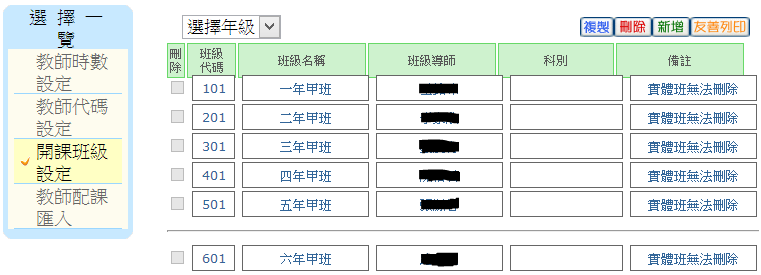 選 擇 一
覽
教師時數
設定
教師代碼
設定
開課班級
設定
教師配課
匯入
選擇年級
複製 刪除 新增 友善列印
刪除 班級代碼 班級名稱 班級導師 科別 備註
101 一年甲班 實體班無法刪除
201 二年甲班 實體班無法刪除
301 三年甲班 實體班無法刪除
401 四年甲班 實體班無法刪除
501 五年甲班 實體班無法刪除
601 六年甲班 實體班無法刪除